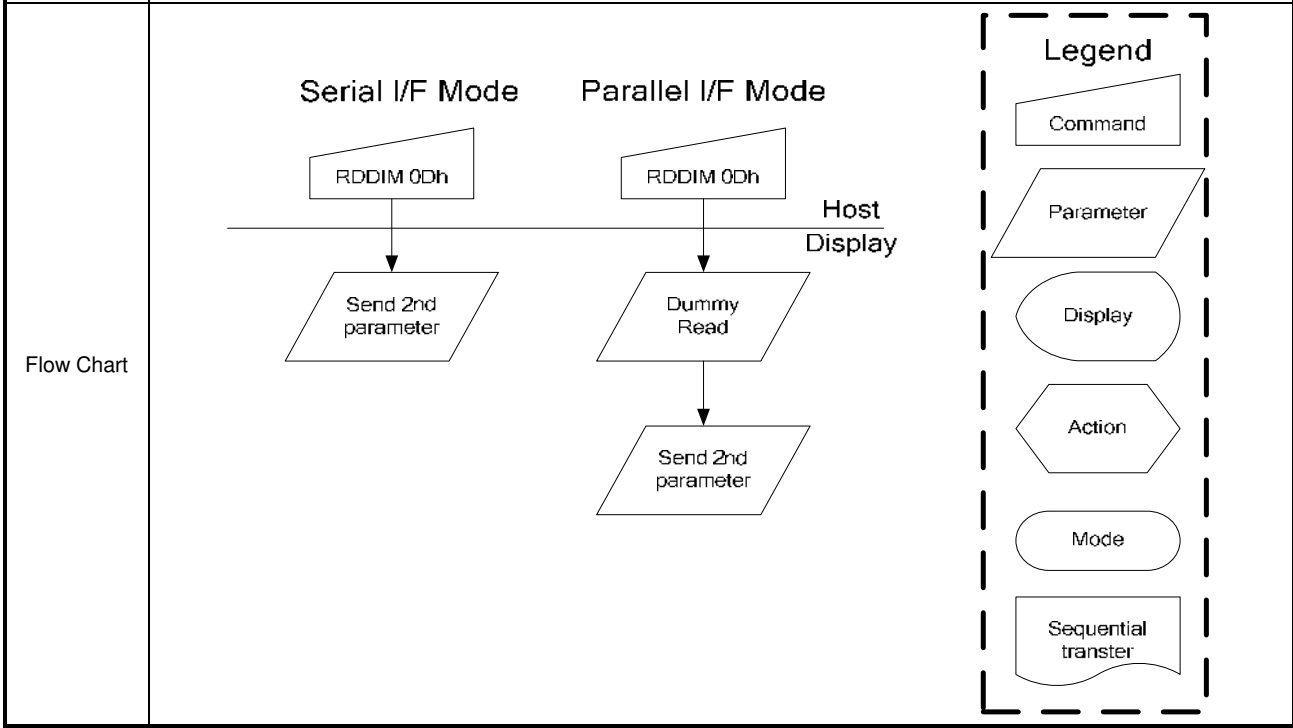 Flow Chart
Serial I/F Mode
Parallel I/F Mode
RDDIM 0Dh
RDDIM 0Dh
Host
Display
Send 2nd
parameter
Dummy
Read
Send 2nd
parameter
Legend
Command
Parameter
Display
Action
Mode
Sequential
transter